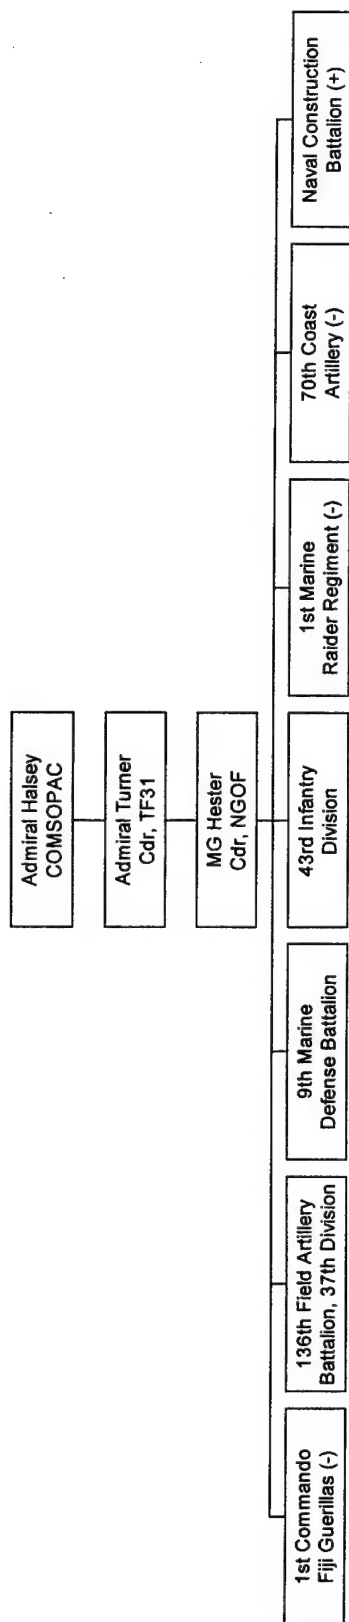 Admiral Halsey
COMSOPAC
Admiral Turner
Cdr, TF31
MG Hester
Cdr, NGOF
1st Commando
Fiji Guerillas (-)
136th Field Artillery
Battalion, 37th Division
9th Marine
Defense Battalion
43rd Infantry
Division
1st Marine
Raider Regiment (-)
70th Coast
Artillery (-)
Naval Construction
Battalion (+)